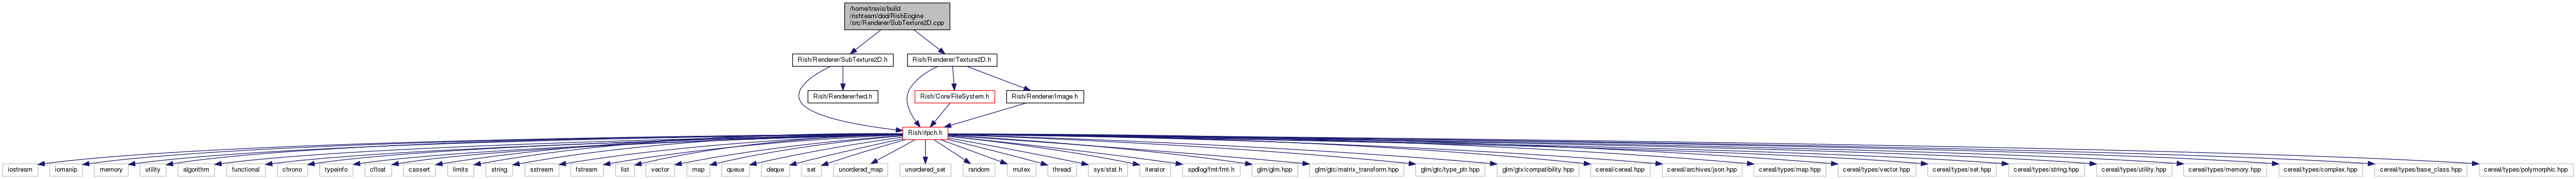 /home/travis/build
/rishteam/dod/RishEngine
/src/Renderer/SubTexture2D.cpp
Rish/Renderer/SubTexture2D.h
Rish/Renderer/Texture2D.h
Rish/Renderer/fwd.h
Rish/Core/FileSystem.h
Rish/Renderer/Image.h
Rish/rlpch.h
iostream
iomanip
memory
utility
algorithm
functional
chrono
typeinfo
cfloat
cassert
limits
string
sstream
fstream
list
vector
map
queue
deque
set
unordered_map
unordered_set
random
mutex
thread
sys/stat.h
iterator
spdlog/fmt/fmt.h
glm/glm.hpp
glm/gtc/matrix_transform.hpp
glm/gtc/type_ptr.hpp
glm/gtx/compatibility.hpp
cereal/cereal.hpp
cereal/archives/json.hpp
cereal/types/map.hpp
cereal/types/vector.hpp
cereal/types/set.hpp
cereal/types/string.hpp
cereal/types/utility.hpp
cereal/types/memory.hpp
cereal/types/complex.hpp
cereal/types/base_class.hpp
cereal/types/polymorphic.hpp